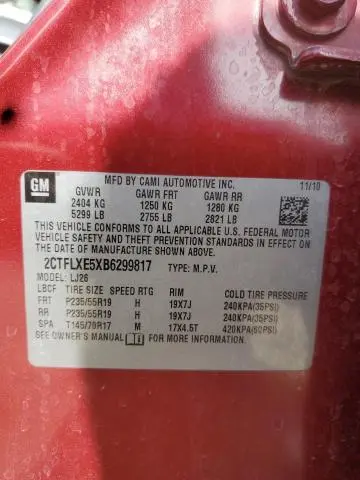 GM
MFD BY CAMI AUTOMOTIVE INC. 11/10
GVWR GAWR FRT GAWR RR
2404 KG 1250 KG 1280 KG
5299 LB 2755 LB 2821 LB
THIS VEHICLE CONFORMS TO ALL APPLICABLE U.S. FEDERAL MOTOR
VEHICLE SAFETY AND THEFT PREVENTION STANDARDS IN EFFECT ON
THE DATE OF MANUFACTURE SHOWN ABOVE.
2CTFLXE5XB6299817 TYPE: M.P.V.
MODEL: LJ26
LBCF TIRE SIZE SPEED RTG RIM COLD TIRE PRESSURE
FRT P235/55R19 H 19X7J 240KPA(35PSI)
RR P235/55R19 H 19X7J 240KPA(35PSI)
SPA T145/70R17 M 17X4.5T 420KPA(60PSI)
SEE OWNER'S MANUAL FOR MORE INFORMATION.